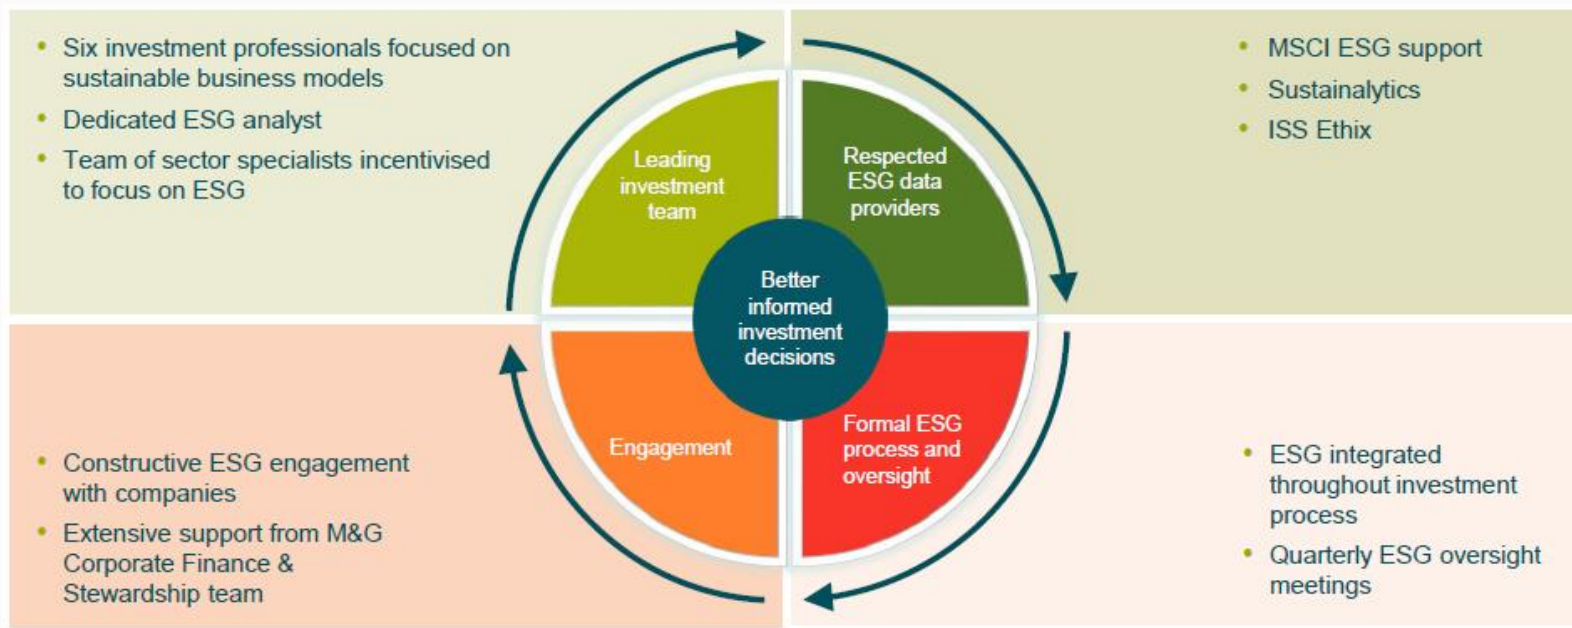 Six investment professionals focused on
sustainable business models
Dedicated ESG analyst
Team of sector specialists incentivised
to focus on ESG
MSCI ESG support
Sustainalytics
ISS Ethix
Leading
investment
team
Respected
ESG data
providers
Better
informed
investment
decisions
Engagement
Formal ESG
process and
oversight
Constructive ESG engagement
with companies
Extensive support from M&G
Corporate Finance &
Stewardship team
ESG integrated
throughout investment
process
Quarterly ESG oversight
meetings